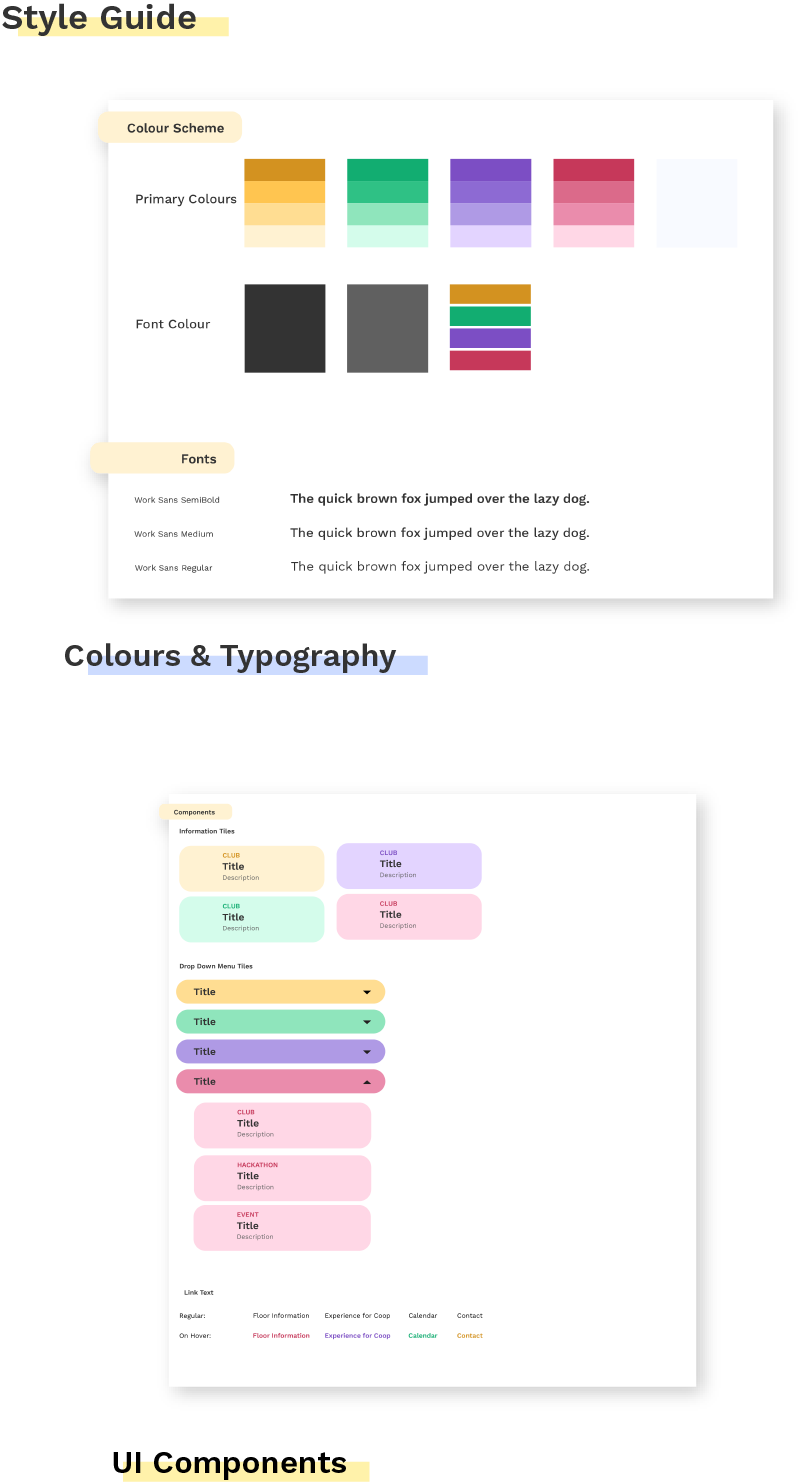 Style Guide
Colour Scheme
Primary Colours
Font Colour
Fonts
Work Sans SemiBold The quick brown fox jumped over the lazy dog.
Work Sans Medium The quick brown fox jumped over the lazy dog.
Work Sans Regular The quick brown fox jumped over the lazy dog.
Colours & Typography
Components
Information Tiles
CLUB
Title
Description
CLUB
Title
Description
CLUB
Title
Description
CLUB
Title
Description
Drop Down Menu Tiles
Title
Title
Title
Title
CLUB
Title
Description
HACKATHON
Title
Description
EVENT
Title
Description
Link Text
Regular: Floor Information Experience for Coop Calendar Contact
On Hover: Floor Information Experience for Coop Calendar Contact
UI Components